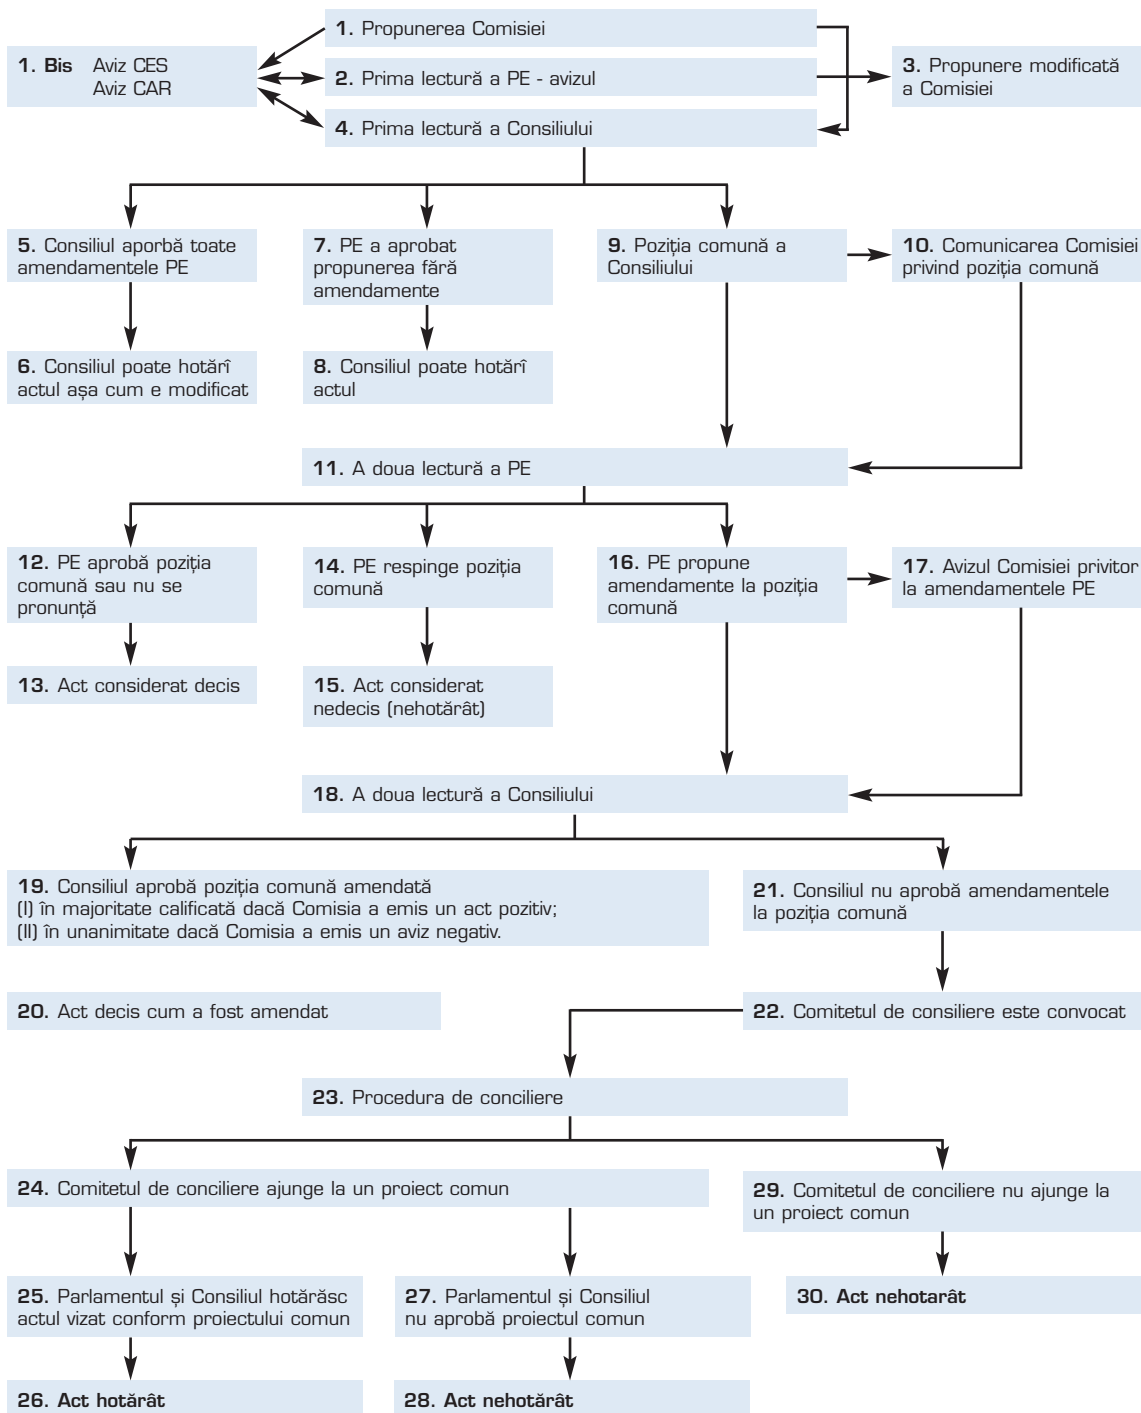 1. Propunerea Comisiei
1. Bis Aviz CES
Aviz CAR
2. Prima lectură a PE - avizul
3. Propunere modificată
a Comisiei
4. Prima lectură a Consiliului
5. Consiliul aporbă toate
amendamentele PE
7. PE a aprobat
propunerea fără
amendamente
9. Poziția comună a
Consiliului
10. Comunicarea Comisiei
privind poziția comună
6. Consiliul poate hotărî
actul așa cum e modificat
8. Consiliul poate hotărî
actul
11. A doua lectură a PE
12. PE aprobă poziția
comună sau nu se
pronunță
14. PE respinge poziția
comună
16. PE propune
amendamente la poziția
comună
17. Avizul Comisiei privitor
la amendamentele PE
13. Act considerat decis
15. Act considerat
nedecis (nehotărât)
18. A doua lectură a Consiliului
19. Consiliul aprobă poziția comună amendată
(I) în majoritate calificată dacă Comisia a emis un act pozitiv;
(II) în unanimitate dacă Comisia a emis un aviz negativ.
21. Consiliul nu aprobă amendamentele
la poziția comună
20. Act decis cum a fost amendat
22. Comitetul de consiliere este convocat
23. Procedura de conciliere
24. Comitetul de conciliere ajunge la un proiect comun
29. Comitetul de conciliere nu ajunge la
un proiect comun
25. Parlamentul și Consiliul hotărăsc
actul vizat conform proiectului comun
27. Parlamentul și Consiliul
nu aprobă proiectul comun
30. Act nehotarât
26. Act hotărât
28. Act nehotărât